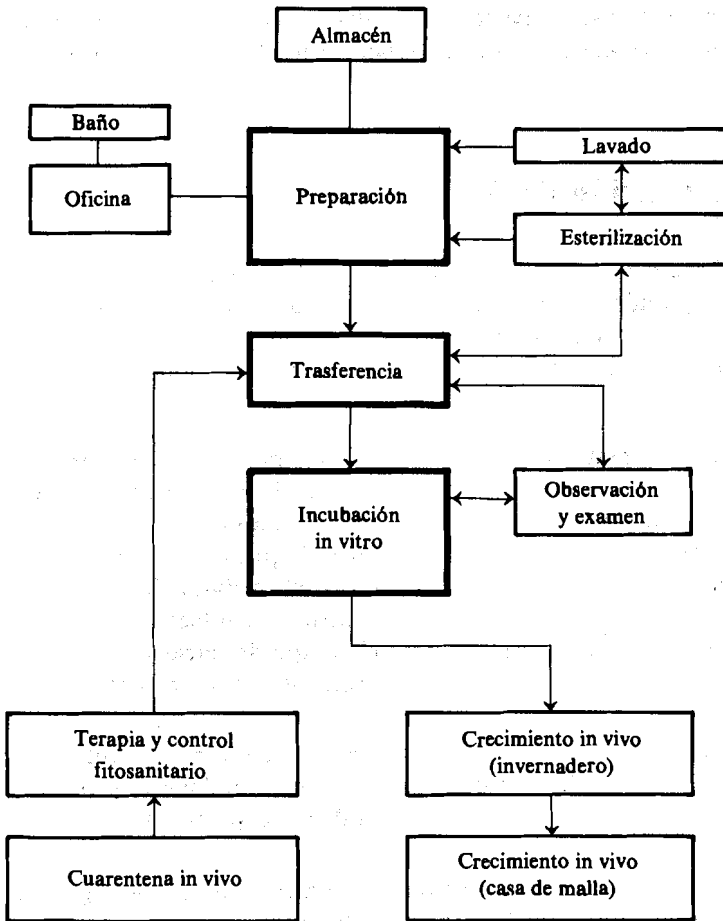 Almacén
Baño
Oficina
Preparación
Lavado
Esterilización
Trasferencia
Incubación
in vitro
Observación
y examen
Terapia y control
fitosanitario
Crecimiento in vivo
(invernadero)
Cuarentena in vivo
Crecimiento in vivo
(casa de malla)